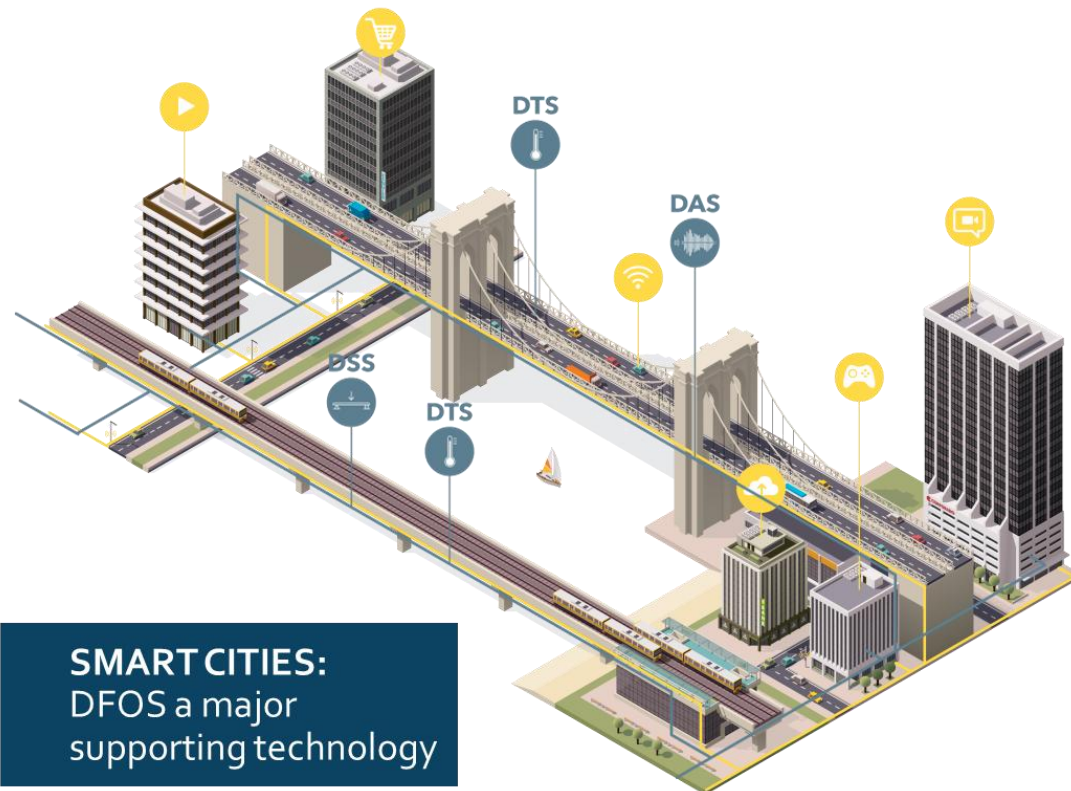 DTS
DAS
DSS
DTS
SMART CITIES:
DFOS a major
supporting technology